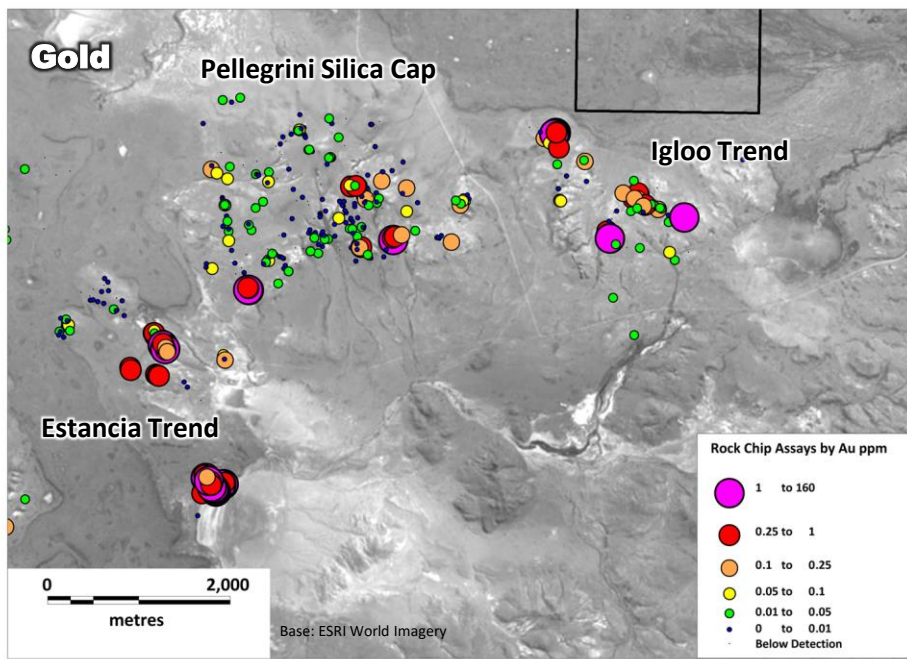 Gold
Pellegrini Silica Cap
Igloo Trend
Estancia Trend
Rock Chip Assays by Au ppm
1 to 160
0.25 to 1
0.1 to 0.25
0.05 to 0.1
0.01 to 0.05
0 to 0.01
- Below Detection
0 2,000
metres
Base: ESRI World Imagery